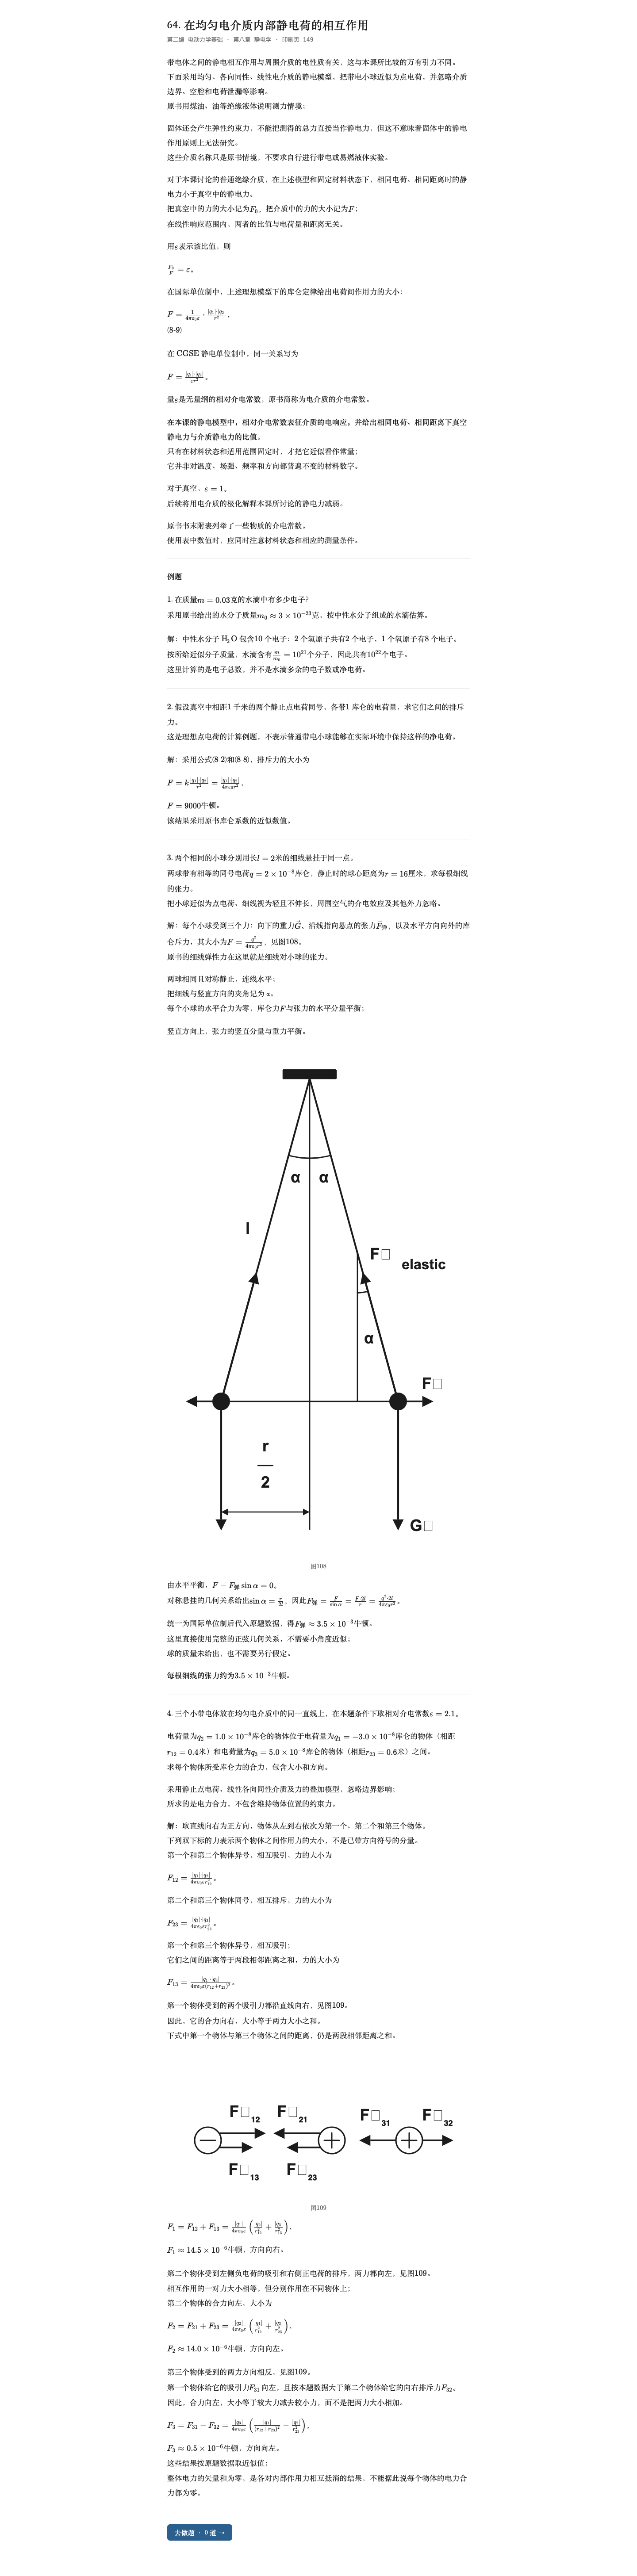 64. 在均匀电介质内部静电荷的相互作用
第二编 电动力学基础 · 第八章 静电学 · 印刷页 149
带电体之间的静电相互作用与周围介质的电性质有关，这与本课所比较的万有引力不同。
下面采用均匀、各向同性、线性电介质的静电模型，把带电小球近似为点电荷，并忽略介质
边界、空腔和电荷泄漏等影响。
原书用煤油、油等绝缘液体说明测力情境；
固体还会产生弹性约束力，不能把测得的总力直接当作静电力，但这不意味着固体中的静电
作用原则上无法研究。
这些介质名称只是原书情境，不要求自行进行带电或易燃液体实验。
对于本课讨论的普通绝缘介质，在上述模型和固定材料状态下，相同电荷、相同距离时的静
电力小于真空中的静电力。
把真空中的力的大小记为F₀，把介质中的力的大小记为F；
在线性响应范围内，两者的比值与电荷量和距离无关。
用ε表示该比值，则
F₀/F = ε。
在国际单位制中，上述理想模型下的库仑定律给出电荷间作用力的大小：
F = 1/(4πε₀ε) · |q₁|·|q₂|/r²，
(8-9)
在 CGSE 静电单位制中，同一关系写为
F = |q₁|·|q₂|/(εr²)。
量ε是无量纲的相对介电常数，原书简称为电介质的介电常数。
在本课的静电模型中，相对介电常数表征介质的电响应，并给出相同电荷、相同距离下真空
静电力与介质静电力的比值。
只有在材料状态和适用范围固定时，才把它近似看作常量；
它并非对温度、场强、频率和方向都普遍不变的材料数字。
对于真空，ε = 1。
后续将用电介质的极化解释本课所讨论的静电力减弱。
原书书末附表列举了一些物质的介电常数。
使用表中数值时，应同时注意材料状态和相应的测量条件。
例题
1. 在质量m = 0.03克的水滴中有多少电子？
采用原书给出的水分子质量m₀ ≈ 3 × 10⁻²³克，按中性水分子组成的水滴估算。
解：中性水分子 H₂O 包含10 个电子：2 个氢原子共有2 个电子，1 个氧原子有8 个电子。
按所给近似分子质量，水滴含有m/m₀ = 10²¹个分子，因此共有10²²个电子。
这里计算的是电子总数，并不是水滴多余的电子数或净电荷。
2. 假设真空中相距1 千米的两个静止点电荷同号，各带1 库仑的电荷量，求它们之间的排斥
力。
这是理想点电荷的计算例题，不表示普通带电小球能够在实际环境中保持这样的净电荷。
解：采用公式(8-2)和(8-8)，排斥力的大小为
F = k|q₁|·|q₂|/r² = |q₁|·|q₂|/(4πε₀r²)，
F = 9000牛顿。
该结果采用原书库仑系数的近似数值。
3. 两个相同的小球分别用长l = 2米的细线悬挂于同一点。
两球带有相等的同号电荷q = 2 × 10⁻⁸库仑，静止时的球心距离为r = 16厘米，求每根细线
的张力。
把小球近似为点电荷、细线视为轻且不伸长，周围空气的介电效应及其他外力忽略。
解：每个小球受到三个力：向下的重力G⃗、沿线指向悬点的张力F⃗弹，以及水平方向向外的库
仑斥力，其大小为F = q²/(4πε₀r²)，见图108。
原书的细线弹性力在这里就是细线对小球的张力。
两球相同且对称静止，连线水平；
把细线与竖直方向的夹角记为 α。
每个小球的水平合力为零，库仑力F与张力的水平分量平衡；
竖直方向上，张力的竖直分量与重力平衡。
α α
l
F□ elastic
α
F□
r
2
G□
图108
由水平平衡，F − F弹 sin α = 0。
对称悬挂的几何关系给出sin α = r/2l，因此F弹 = F/sin α = F·2l/r = q²·2l/(4πε₀r³)。
统一为国际单位制后代入原题数据，得F弹 ≈ 3.5 × 10⁻³牛顿。
这里直接使用完整的正弦几何关系，不需要小角度近似；
球的质量未给出，也不需要另行假定。
每根细线的张力约为3.5 × 10⁻³牛顿。
4. 三个小带电体放在均匀电介质中的同一直线上，在本题条件下取相对介电常数ε = 2.1。
电荷量为q₂ = 1.0 × 10⁻⁸库仑的物体位于电荷量为q₁ = −3.0 × 10⁻⁸库仑的物体（相距
r₁₂ = 0.4米）和电荷量为q₃ = 5.0 × 10⁻⁸库仑的物体（相距r₂₃ = 0.6米）之间。
求每个物体所受库仑力的合力，包含大小和方向。
采用静止点电荷、线性各向同性介质及力的叠加模型，忽略边界影响；
所求的是电力合力，不包含维持物体位置的约束力。
解：取直线向右为正方向，物体从左到右依次为第一个、第二个和第三个物体。
下列双下标的力表示两个物体之间作用力的大小，不是已带方向符号的分量。
第一个和第二个物体异号，相互吸引，力的大小为
F₁₂ = |q₁|·|q₂|/(4πε₀εr₁₂²)。
第二个和第三个物体同号，相互排斥，力的大小为
F₂₃ = |q₂|·|q₃|/(4πε₀εr₂₃²)。
第一个和第三个物体异号，相互吸引；
它们之间的距离等于两段相邻距离之和，力的大小为
F₁₃ = |q₁|·|q₃|/(4πε₀ε(r₁₂+r₂₃)²)。
第一个物体受到的两个吸引力都沿直线向右，见图109。
因此，它的合力向右，大小等于两力大小之和。
下式中第一个物体与第三个物体之间的距离，仍是两段相邻距离之和。
F□₁₂ F□₂₁ F□₃₁ F□₃₂
F□₁₃ F□₂₃
图109
F₁ = F₁₂ + F₁₃ = |q₁|/(4πε₀ε) (|q₂|/r₁₂² + |q₃|/r₁₃²)，
F₁ ≈ 14.5 × 10⁻⁶牛顿，方向向右。
第二个物体受到左侧负电荷的吸引和右侧正电荷的排斥，两力都向左，见图109。
相互作用的一对力大小相等，但分别作用在不同物体上；
第二个物体的合力向左，大小为
F₂ = F₂₁ + F₂₃ = |q₂|/(4πε₀ε) (|q₁|/r₁₂² + |q₃|/r₂₃²)，
F₂ ≈ 14.0 × 10⁻⁶牛顿，方向向左。
第三个物体受到的两力方向相反，见图109。
第一个物体给它的吸引力F₃₁ 向左，且按本题数据大于第二个物体给它的向右排斥力F₃₂。
因此，合力向左，大小等于较大力减去较小力，而不是把两力大小相加。
F₃ = F₃₁ − F₃₂ = |q₃|/(4πε₀ε) (|q₁|/(r₁₂+r₂₃)² − |q₂|/r₂₃²)，
F₃ ≈ 0.5 × 10⁻⁶牛顿，方向向左。
这些结果按原题数据取近似值；
整体电力的矢量和为零，是各对内部作用力相互抵消的结果，不能据此说每个物体的电力合
力都为零。
去做题 · 0 道 →